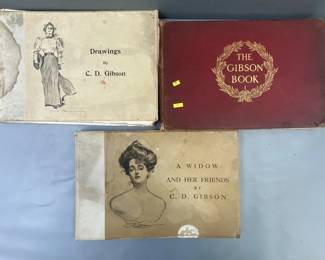 Drawings
By
C. D. Gibson
THE
GIBSON
BOOK
A WIDOW
AND HER FRIENDS
BY
C. D. GIBSON